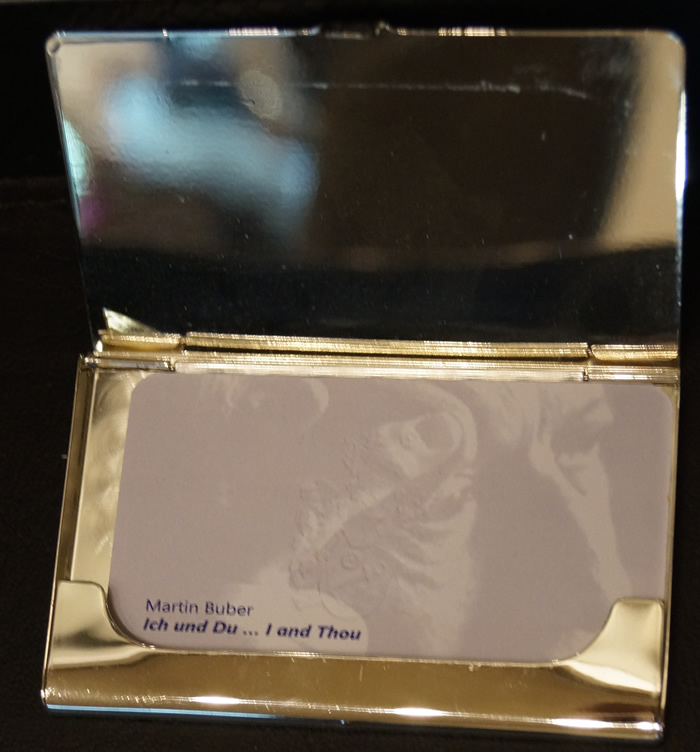 Martin Buber
Ich und Du ... I and Thou